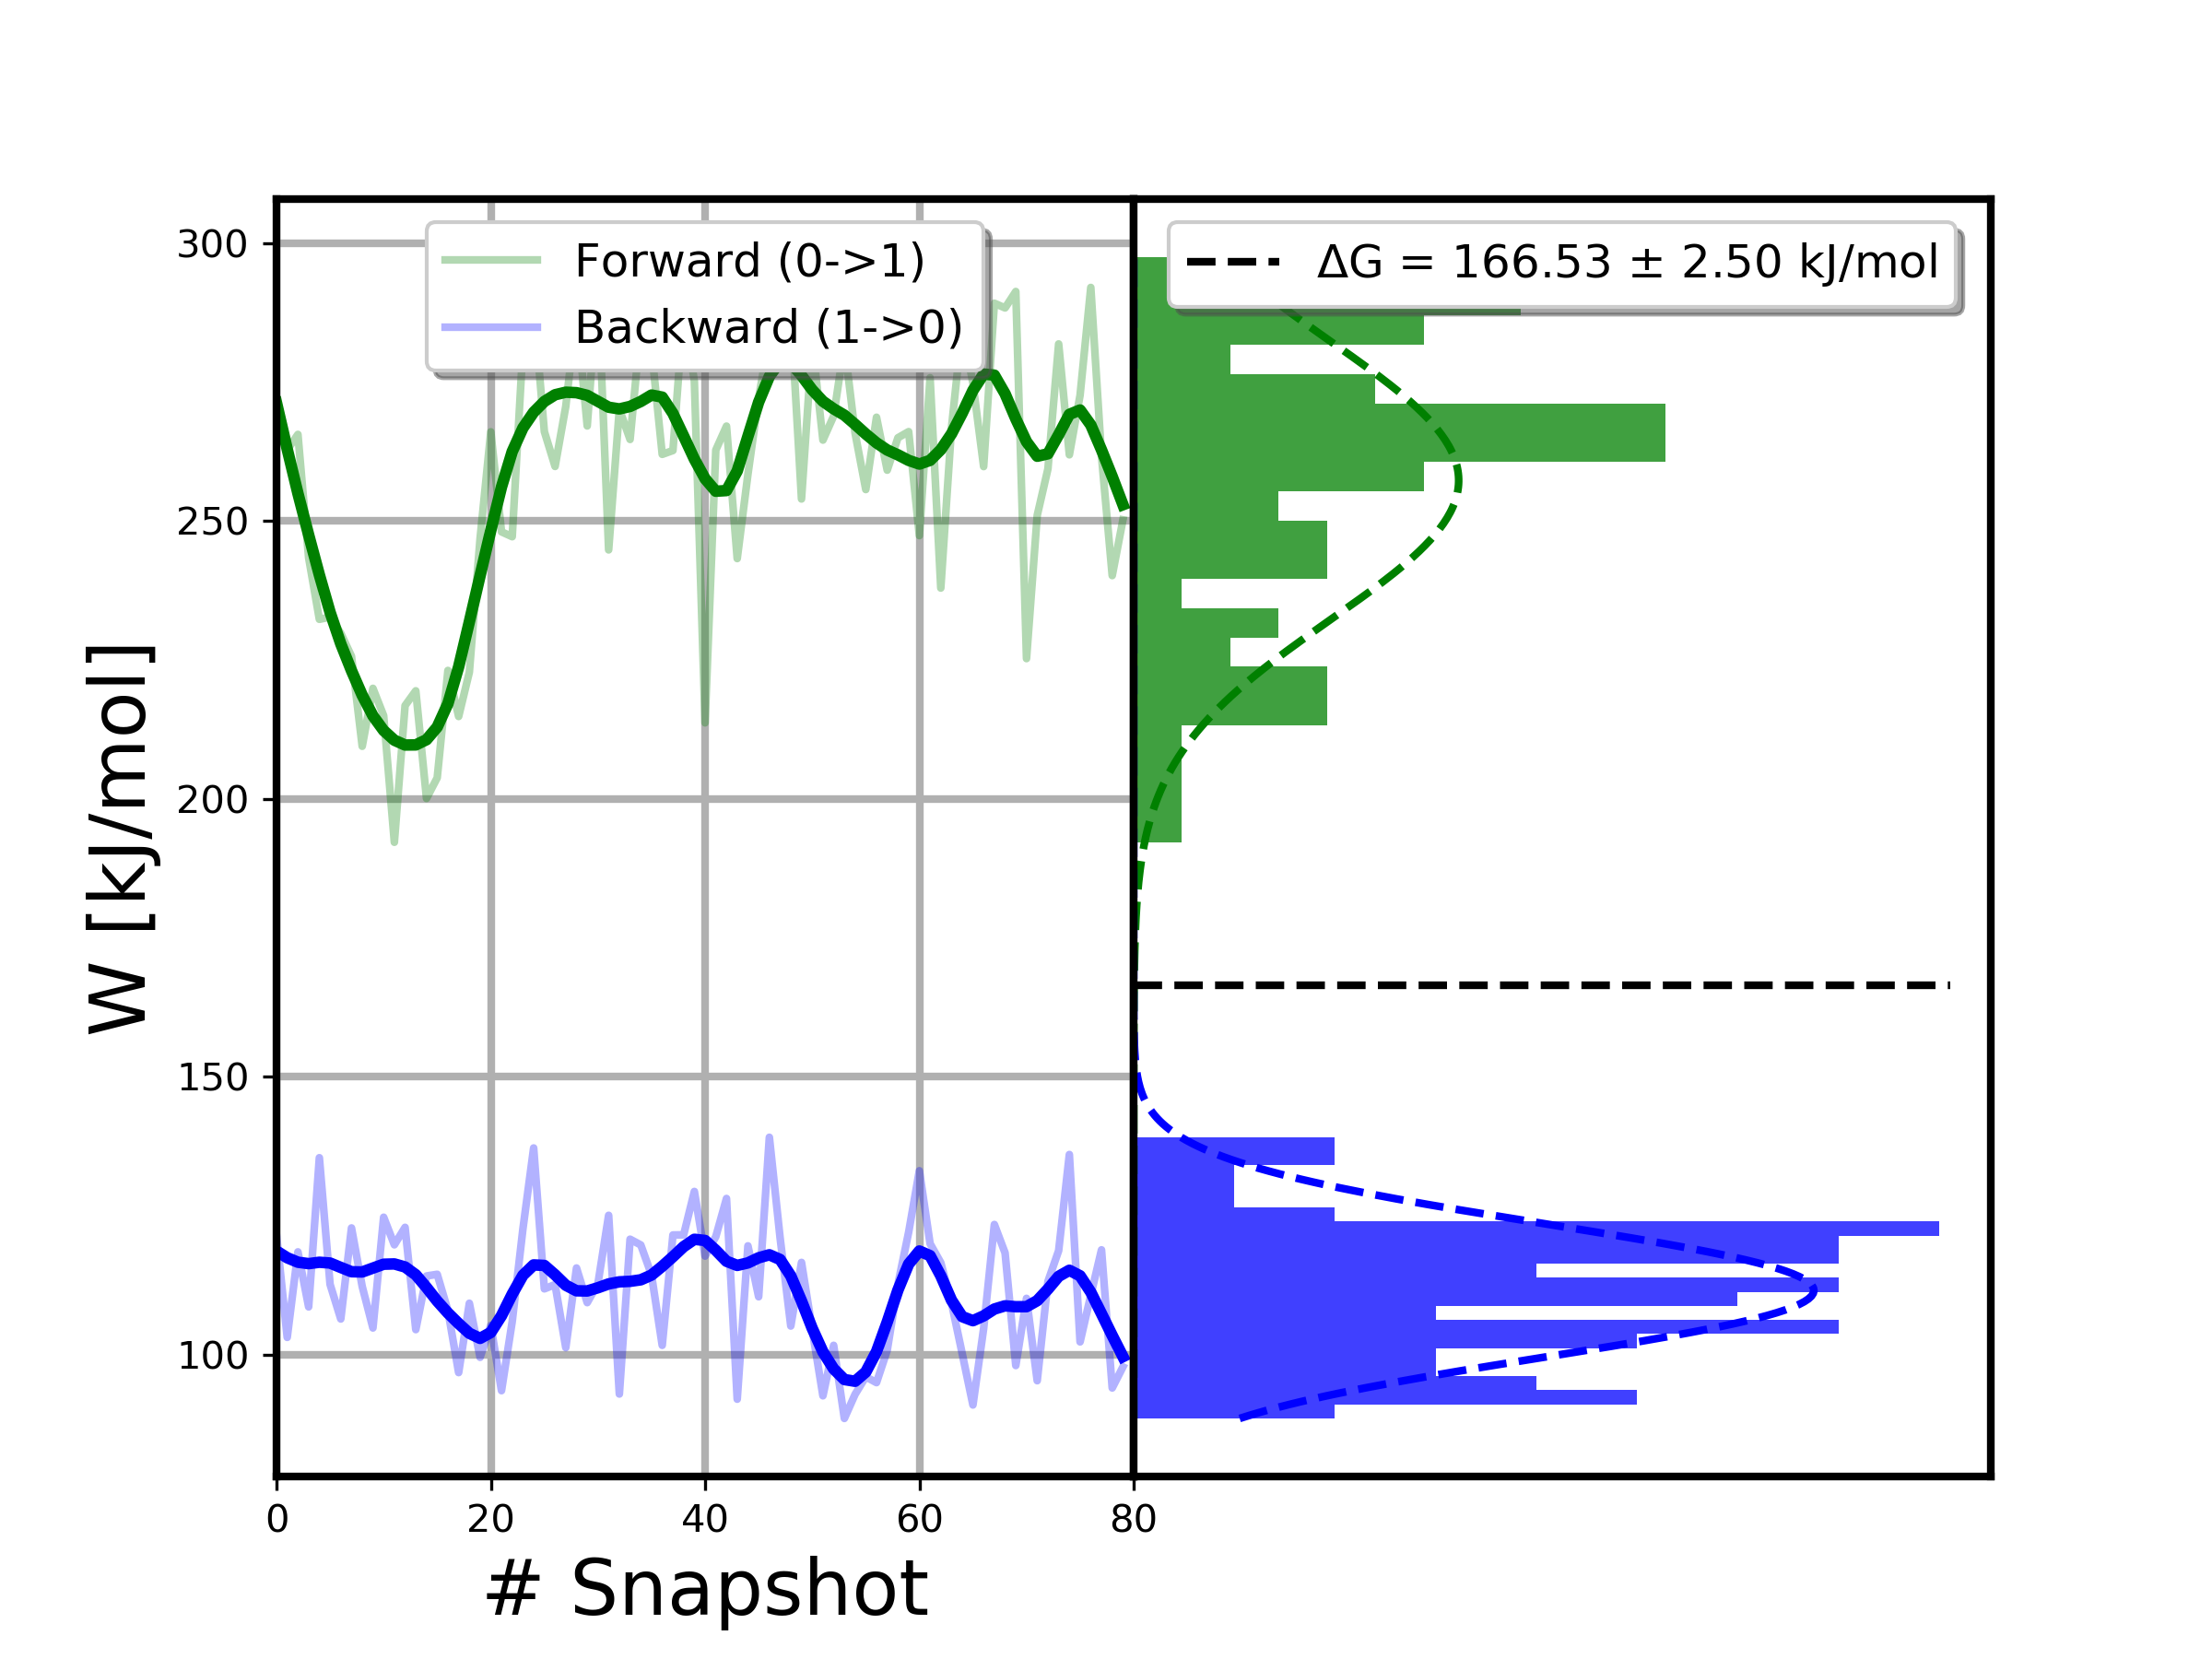 Forward (0->1)
Backward (1->0)
ΔG = 166.53 ± 2.50 kJ/mol
300
250
200
150
100
W [kJ/mol]
0 20 40 60 80
# Snapshot